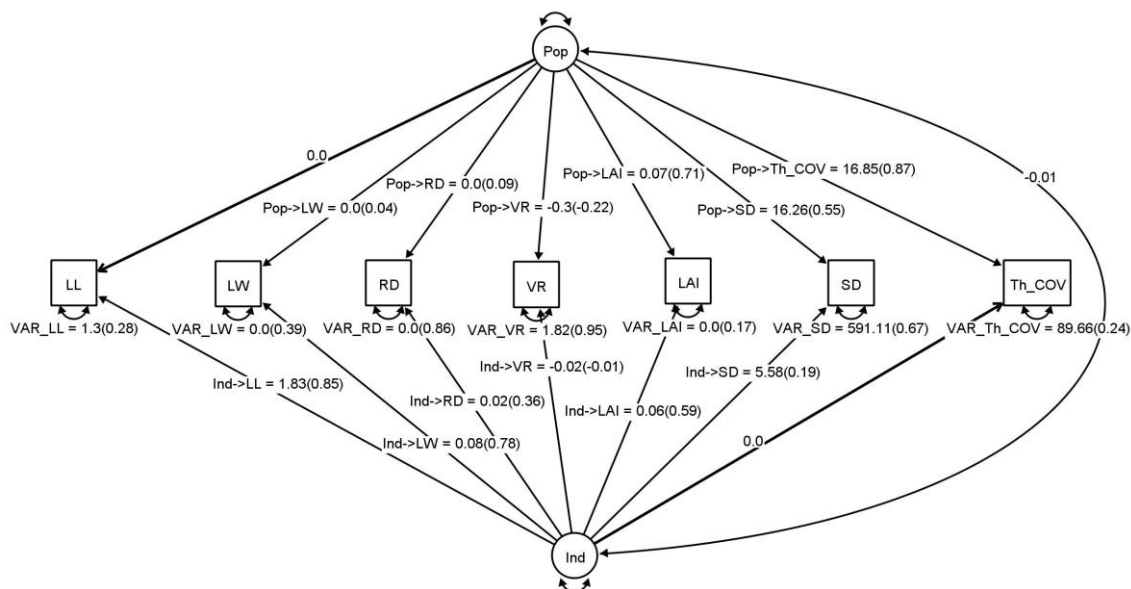 Pop
0.0
-0.01
Pop->Th_COV = 16.85(0.87)
Pop->LAI = 0.07(0.71)
Pop->RD = 0.0(0.09)
Pop->LW = 0.0(0.04)
Pop->VR = -0.3(-0.22)
Pop->SD = 16.26(0.55)
LL
LW
RD
VR
LAI
SD
Th_COV
VAR_LL = 1.3(0.28)
VAR_LW = 0.0(0.39)
VAR_RD = 0.0(0.86)
VAR_VR = 1.82(0.95)
VAR_LAI = 0.0(0.17)
VAR_SD = 591.11(0.67)
VAR_Th_COV = 89.66(0.24)
Ind->VR = -0.02(-0.01)
Ind->SD = 5.58(0.19)
Ind->LL = 1.83(0.85)
Ind->RD = 0.02(0.36)
Ind->LAI = 0.06(0.59)
Ind->LW = 0.08(0.78)
0.0
Ind